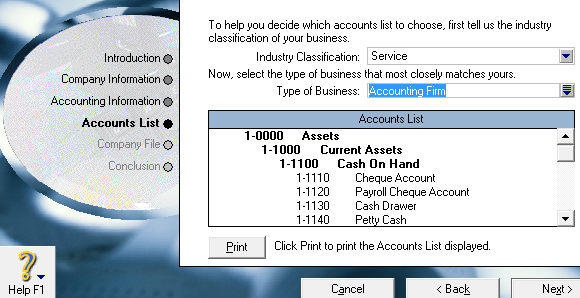 To help you decide which accounts list to choose, first tell us the industry
classification of your business.
Industry Classification: Service
Now, select the type of business that most closely matches yours.
Type of Business: Accounting Firm
Introduction
Company Information
Accounting Information
Accounts List
Company File
Conclusion
Accounts List
1-0000 Assets
1-1000 Current Assets
1-1100 Cash On Hand
1-1110 Cheque Account
1-1120 Payroll Cheque Account
1-1130 Cash Drawer
1-1140 Petty Cash
Print Click Print to print the Accounts List displayed.
Help F1
Cancel < Back Next >